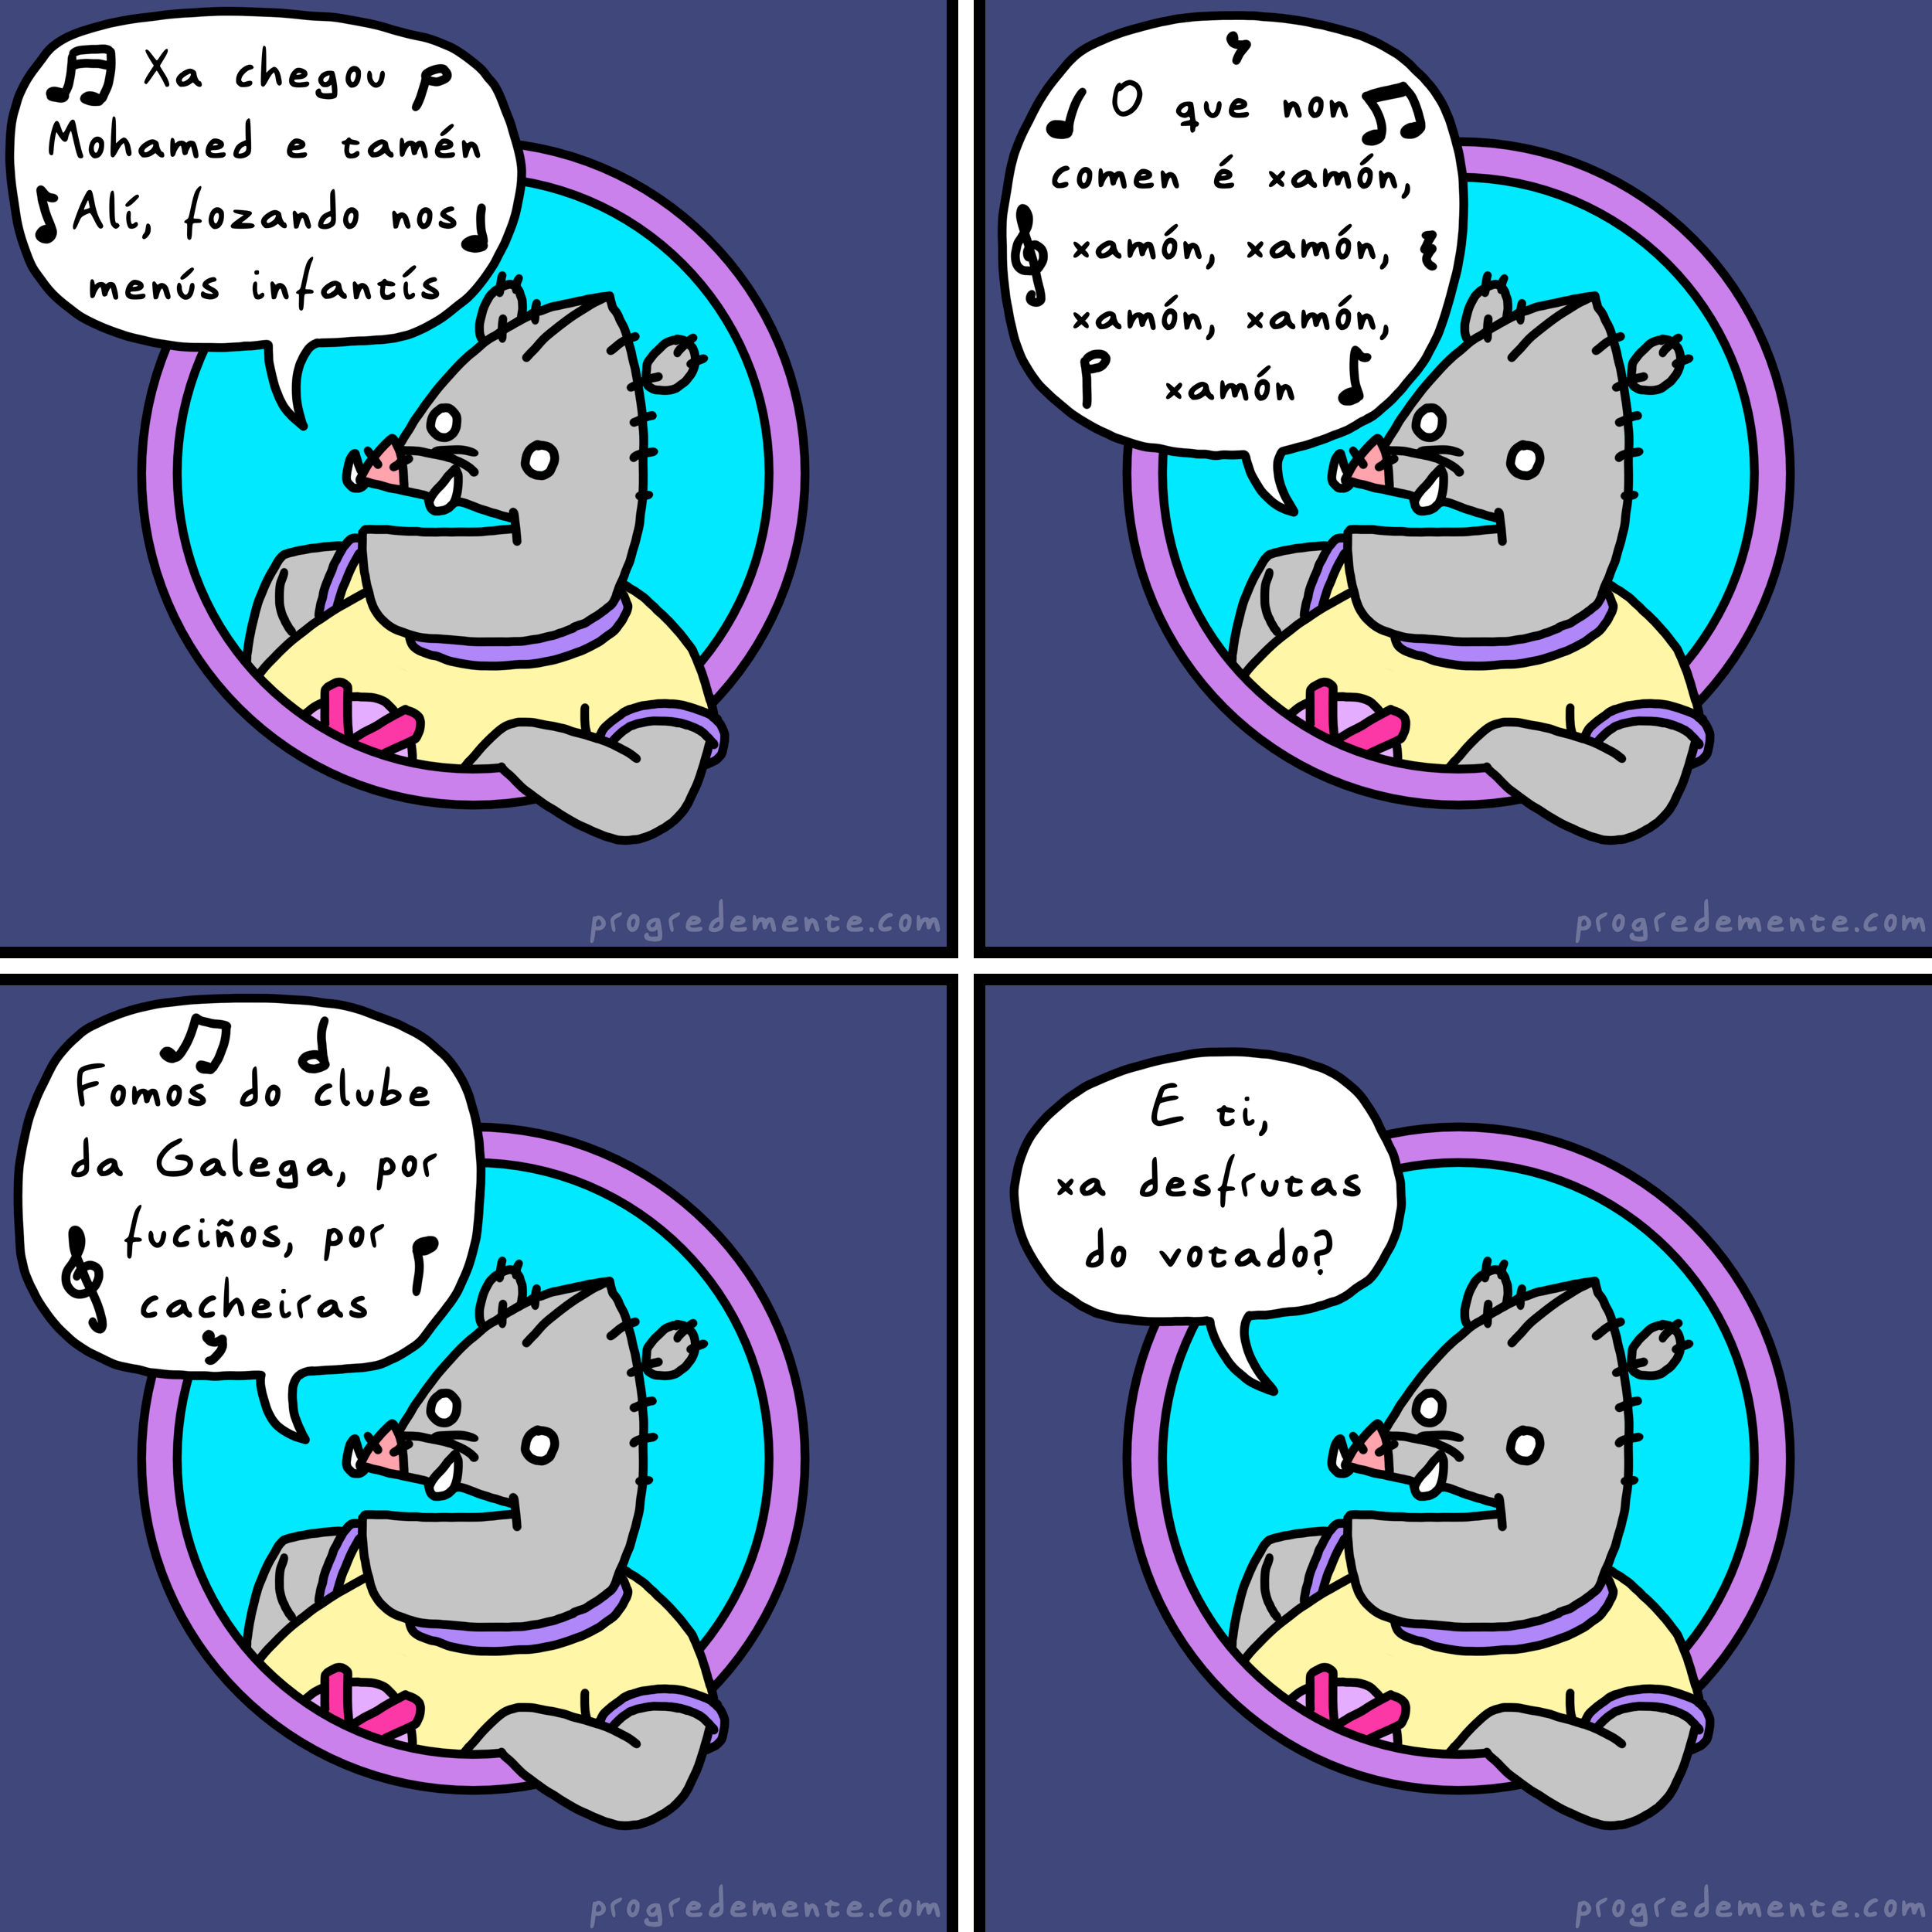 Xa chegou
Mohamed e tamén
Alí, fozando nos
menús infantís
progredemente.com
O que non
comen é xamón,
xamón, xamón,
xamón, xamón,
xamón
progredemente.com
Fomos do clube
da Galega, por
fuciños, por
cacheiras
progredemente.com
E ti,
xa desfrutas
do votado?
progredemente.com